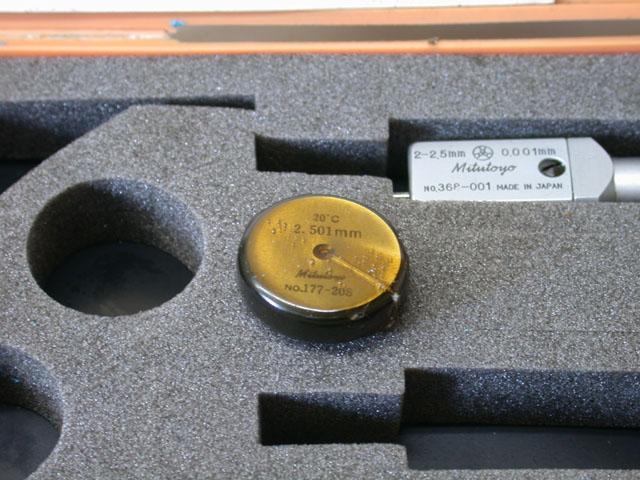 2-2,5mm 0,001mm
Mitutoyo
NO.368-001 MADE IN JAPAN
20°C
2.501mm
Mitutoyo
NO.177-208